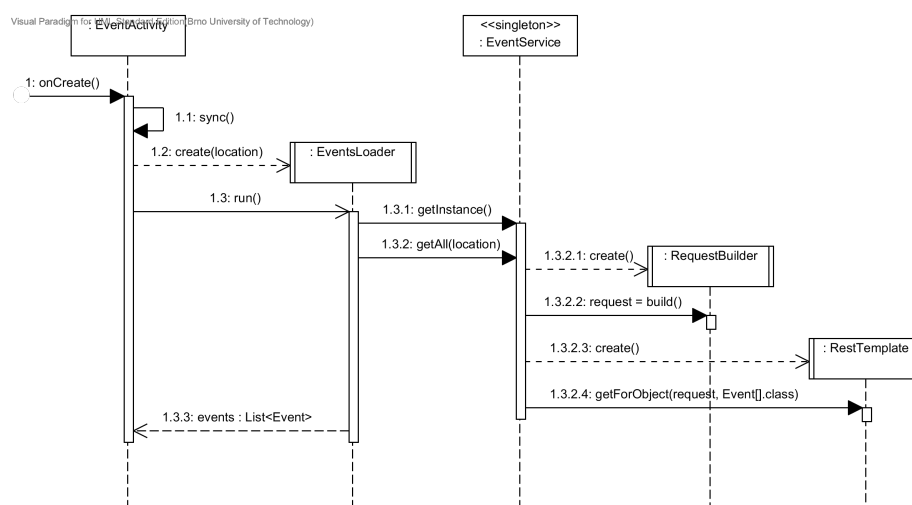 Visual Paradigm for UML Standard Edition(Brno University of Technology)
: EventActivity
<<singleton>>
: EventService
1: onCreate()
1.1: sync()
1.2: create(location)
: EventsLoader
1.3: run()
1.3.1: getInstance()
1.3.2: getAll(location)
1.3.2.1: create()
: RequestBuilder
1.3.2.2: request = build()
1.3.2.3: create()
: RestTemplate
1.3.2.4: getForObject(request, Event[].class)
1.3.3: events : List<Event>